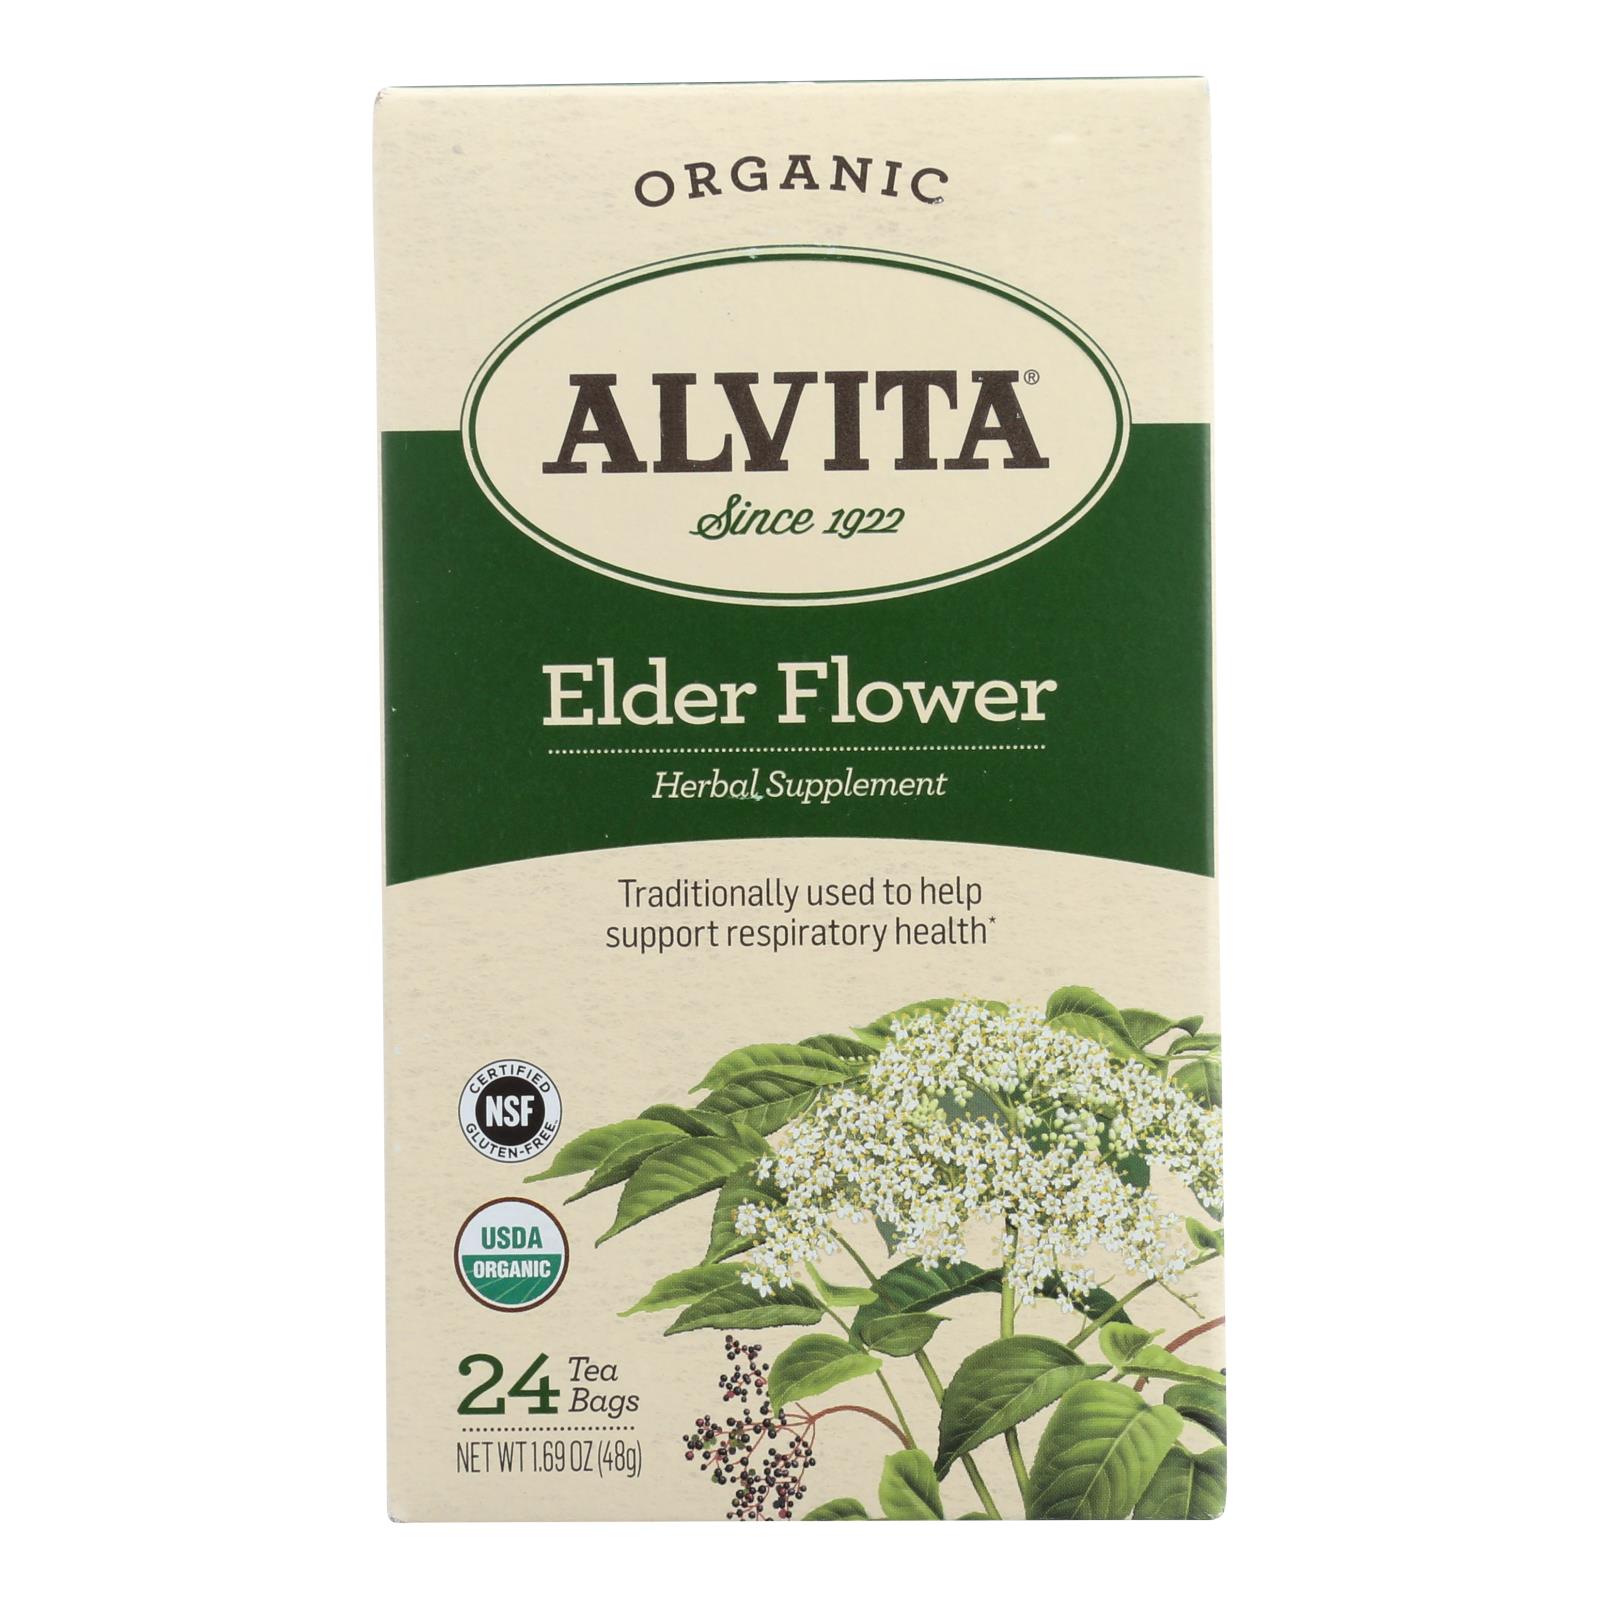 ORGANIC
ALVITA®
Since 1922
Elder Flower
Herbal Supplement
Traditionally used to help
support respiratory health*
CERTIFIED
NSF
GLUTEN-FREE
USDA
ORGANIC
24 Tea
Bags
NET WT 1.69 OZ (48g)